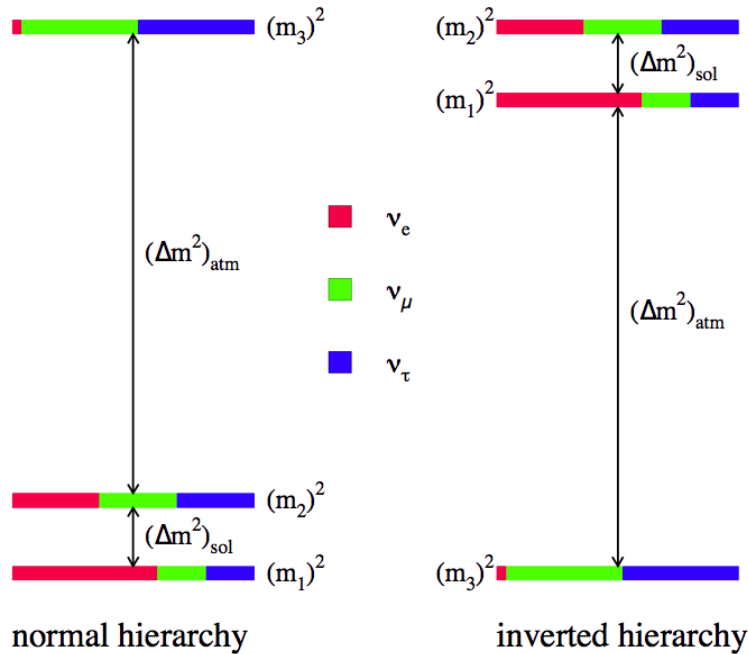 (m₃)²
(m₂)²
(Δm²)sol
(m₁)²
νe
(Δm²)atm
νμ
(Δm²)atm
ντ
(m₂)²
(Δm²)sol
(m₁)²
(m₃)²
normal hierarchy
inverted hierarchy